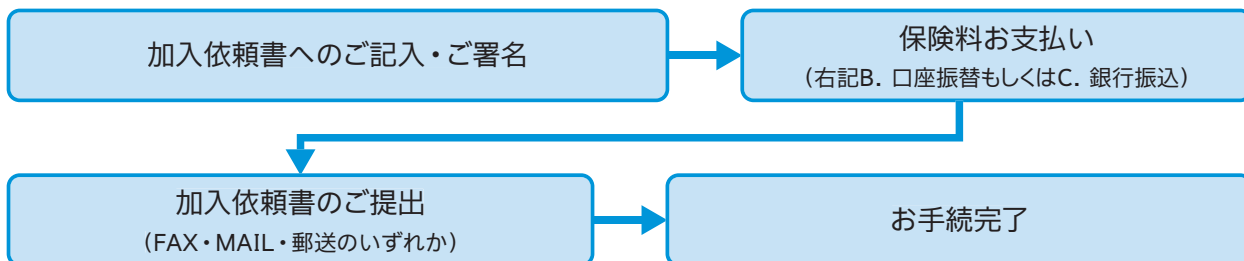 加入依頼書へのご記入・ご署名
保険料お支払い
（右記B. 口座振替もしくはC. 銀行振込）
加入依頼書のご提出
（FAX・MAIL・郵送のいずれか）
お手続完了